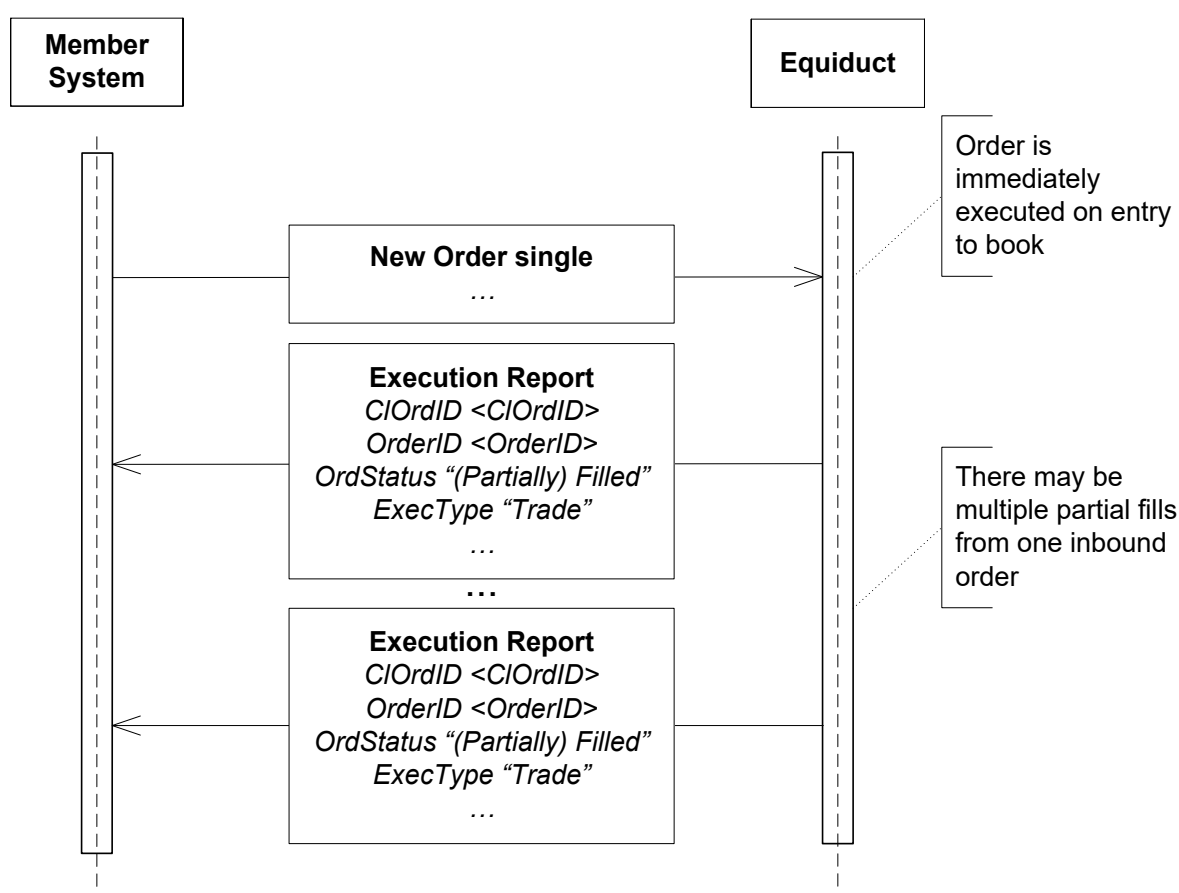 Member
System
Equiduct
Order is
immediately
executed on entry
to book
New Order single
…
Execution Report
ClOrdID <ClOrdID>
OrderID <OrderID>
OrdStatus “(Partially) Filled”
ExecType “Trade”
…
There may be
multiple partial fills
from one inbound
order
…
Execution Report
ClOrdID <ClOrdID>
OrderID <OrderID>
OrdStatus “(Partially) Filled”
ExecType “Trade”
…